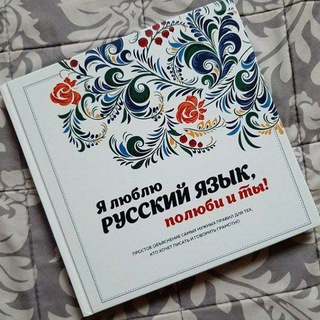 Я люблю
РУССКИЙ ЯЗЫК,
полюби и ты!
ПРОСТОЕ ОБЪЯСНЕНИЕ САМЫХ НУЖНЫХ ПРАВИЛ ДЛЯ ТЕХ,
КТО ХОЧЕТ ПИСАТЬ И ГОВОРИТЬ ГРАМОТНО